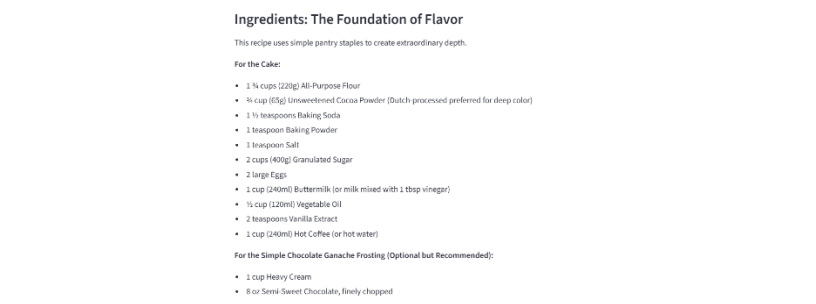 Ingredients: The Foundation of Flavor
This recipe uses simple pantry staples to create extraordinary depth.
For the Cake:
• 1 ¾ cups (220g) All-Purpose Flour
• ¾ cup (65g) Unsweetened Cocoa Powder (Dutch-processed preferred for deep color)
• 1 ½ teaspoons Baking Soda
• 1 teaspoon Baking Powder
• 1 teaspoon Salt
• 2 cups (400g) Granulated Sugar
• 2 large Eggs
• 1 cup (240ml) Buttermilk (or milk mixed with 1 tbsp vinegar)
• ½ cup (120ml) Vegetable Oil
• 2 teaspoons Vanilla Extract
• 1 cup (240ml) Hot Coffee (or hot water)
For the Simple Chocolate Ganache Frosting (Optional but Recommended):
• 1 cup Heavy Cream
• 8 oz Semi-Sweet Chocolate, finely chopped